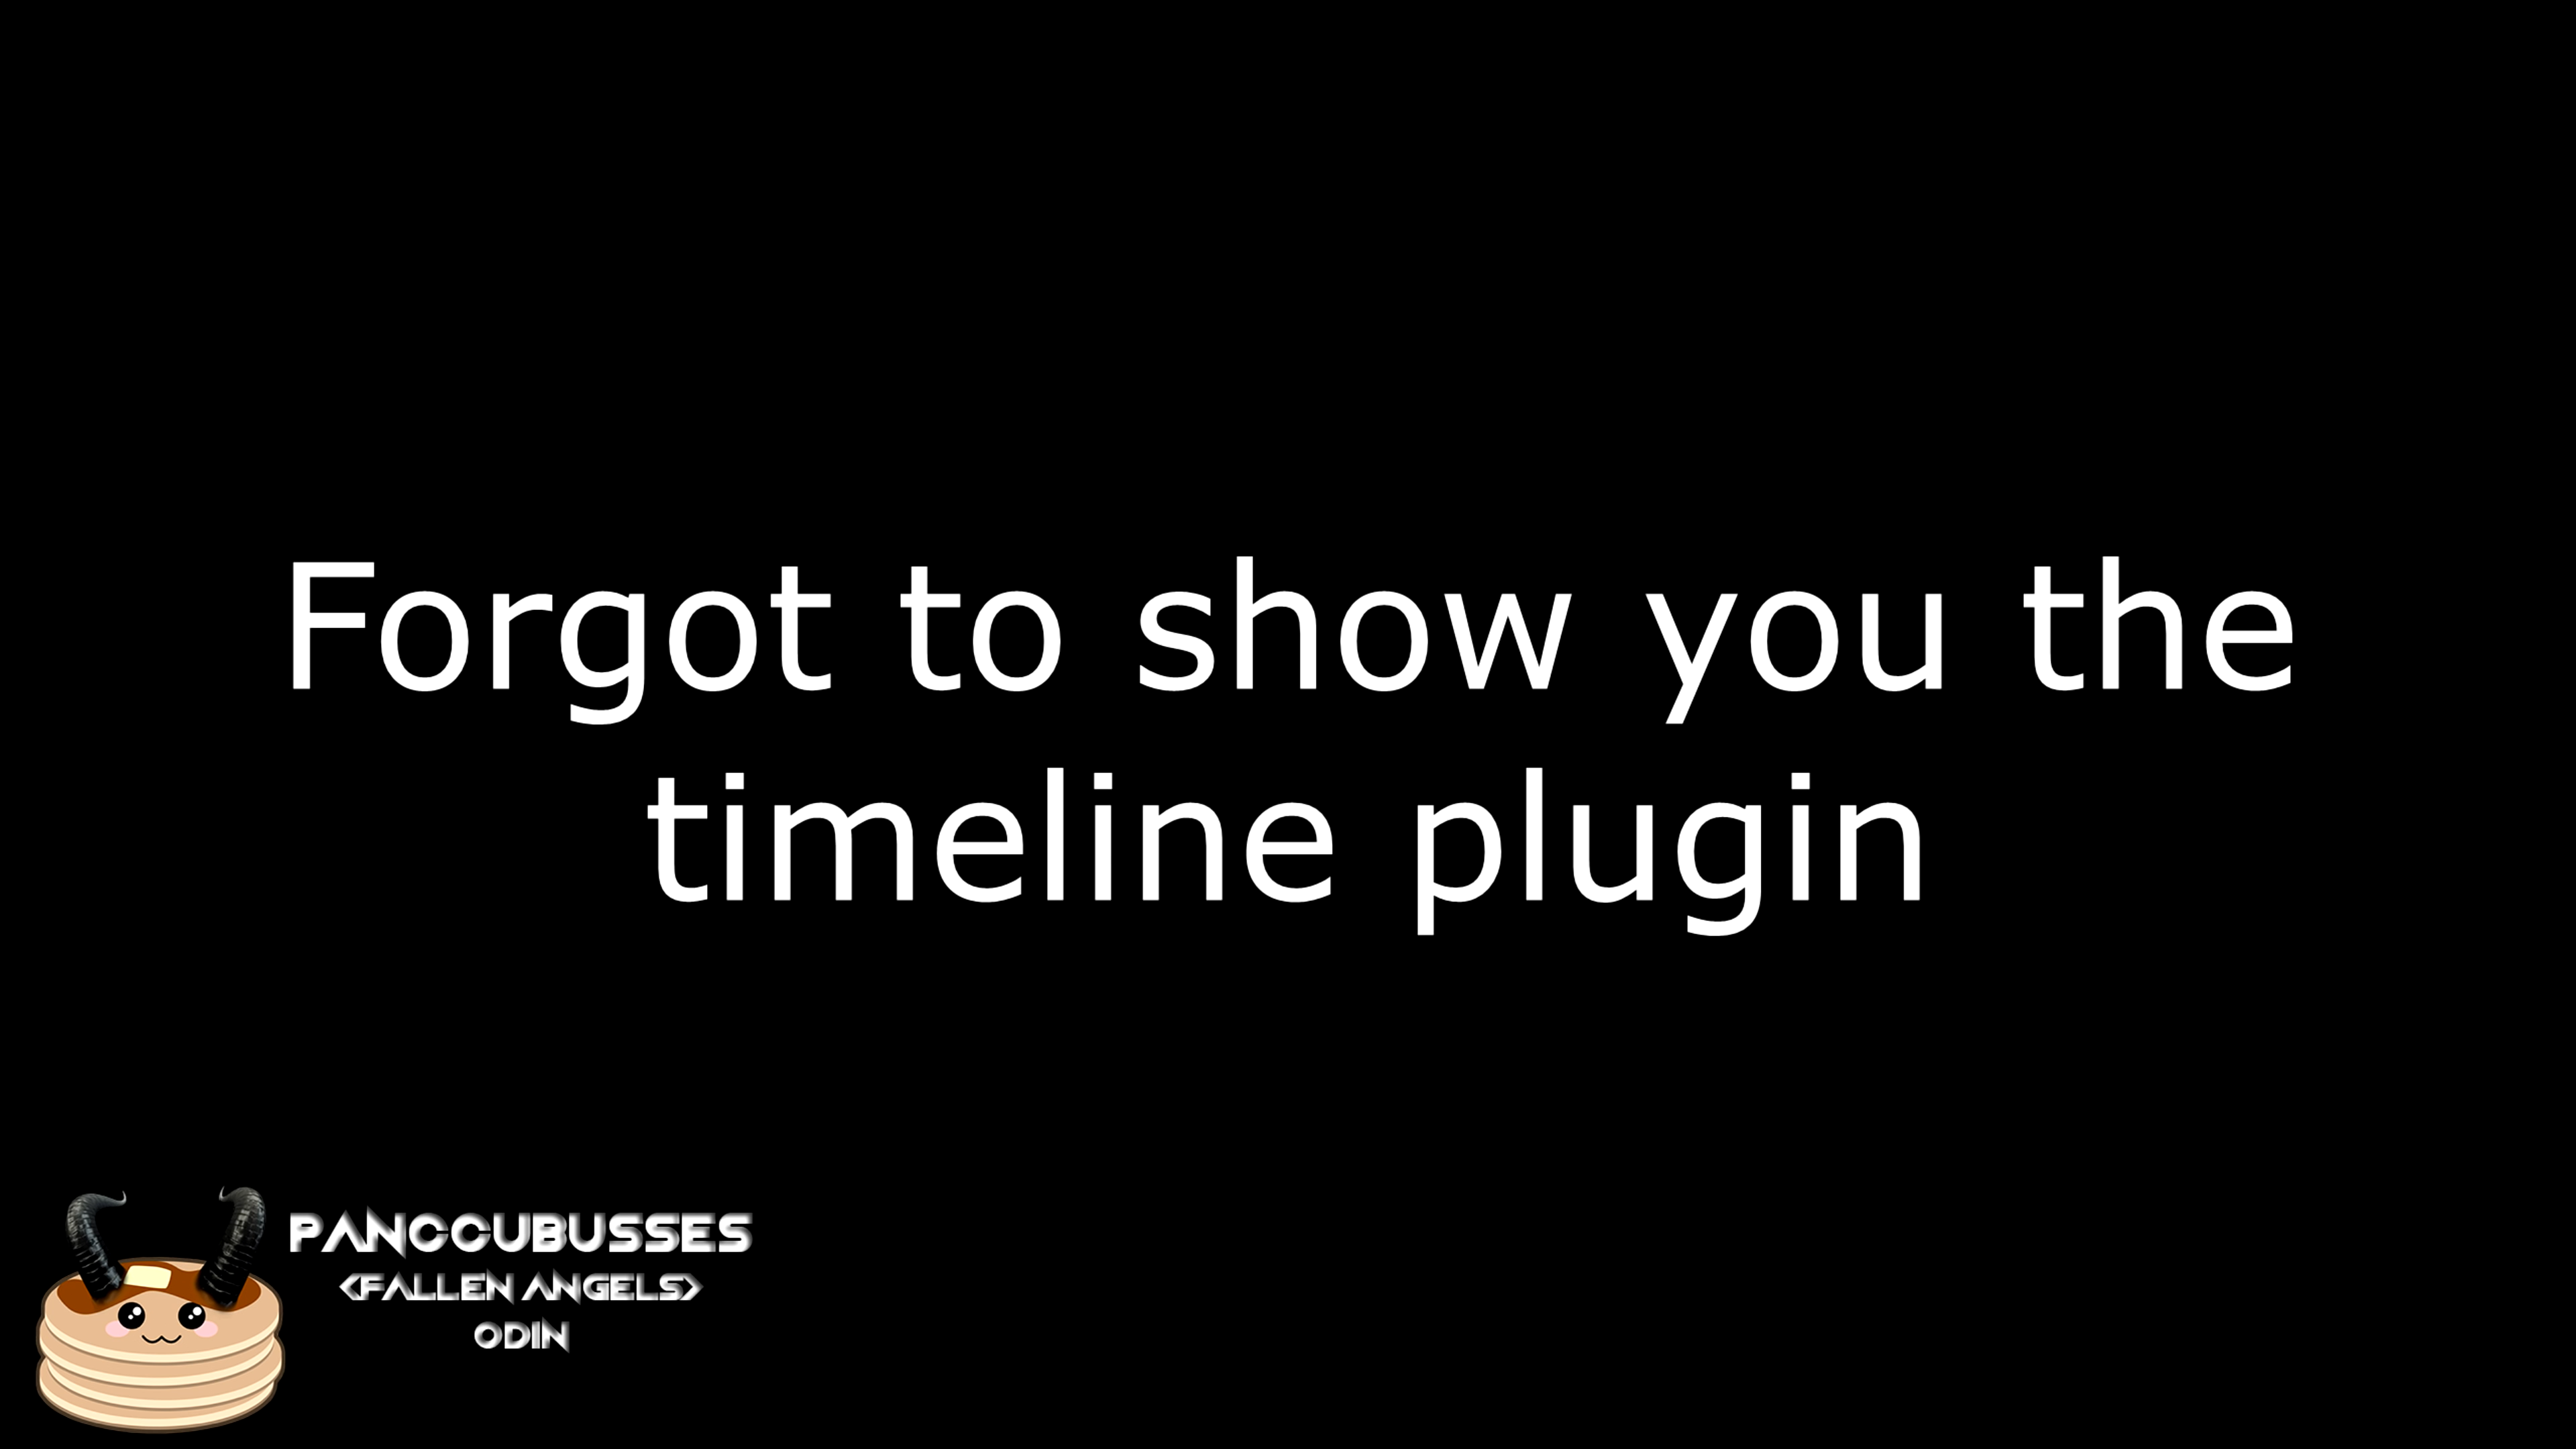 Forgot to show you the
timeline plugin
PANCCUBUSSES
<FALLEN ANGELS>
ODIN